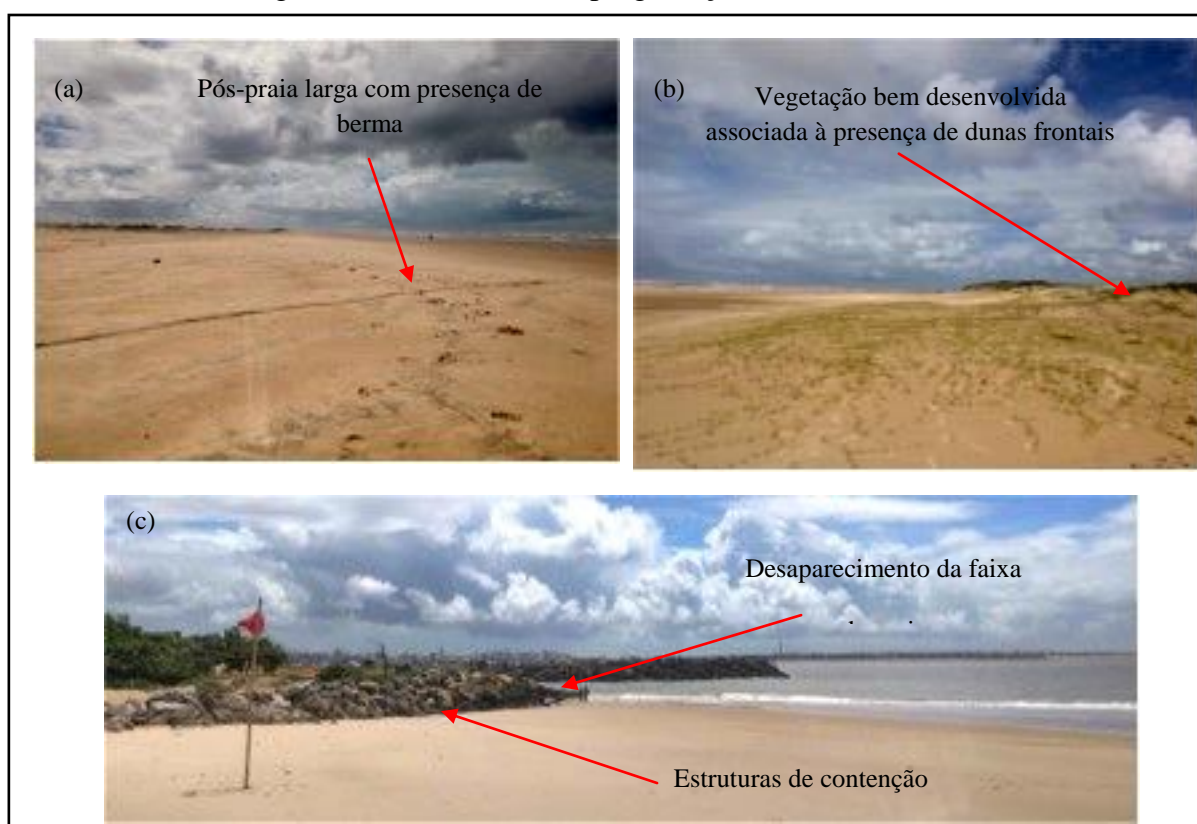 (a)
Pós-praia larga com presença de
berma
(b)
Vegetação bem desenvolvida
associada à presença de dunas frontais
(c)
Desaparecimento da faixa
Estruturas de contenção